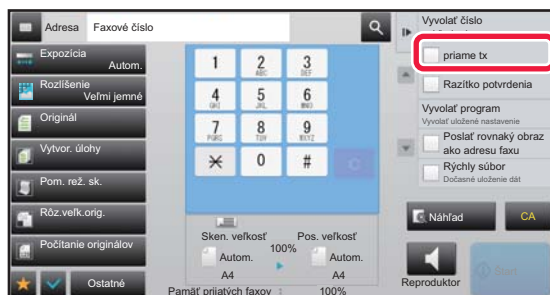 Adresa Faxové číslo
Expozícia
Autom.
Rozlíšenie
Veľmi jemné
Originál
Vytvor. úlohy
Pom. rež. sk.
Rôz.veľk.orig.
Počítanie originálov
Ostatné
1 2 3
ABC DEF
4 5 6
GHI JKL MNO
7 8 9
PQRS TUV WXYZ
0 #
Sken. veľkosť Pos. veľkosť
100%
Autom. Autom.
A4 A4
Pamäť prijatých faxov : 100%
Vyvolať číslo
priame tx
Razítko potvrdenia
Vyvolať program
Vyvolať uložené nastavenie
Poslať rovnaký obraz
ako adresu faxu
Rýchly súbor
Dočasné uloženie dát
Náhľad CA
Reproduktor
Štart